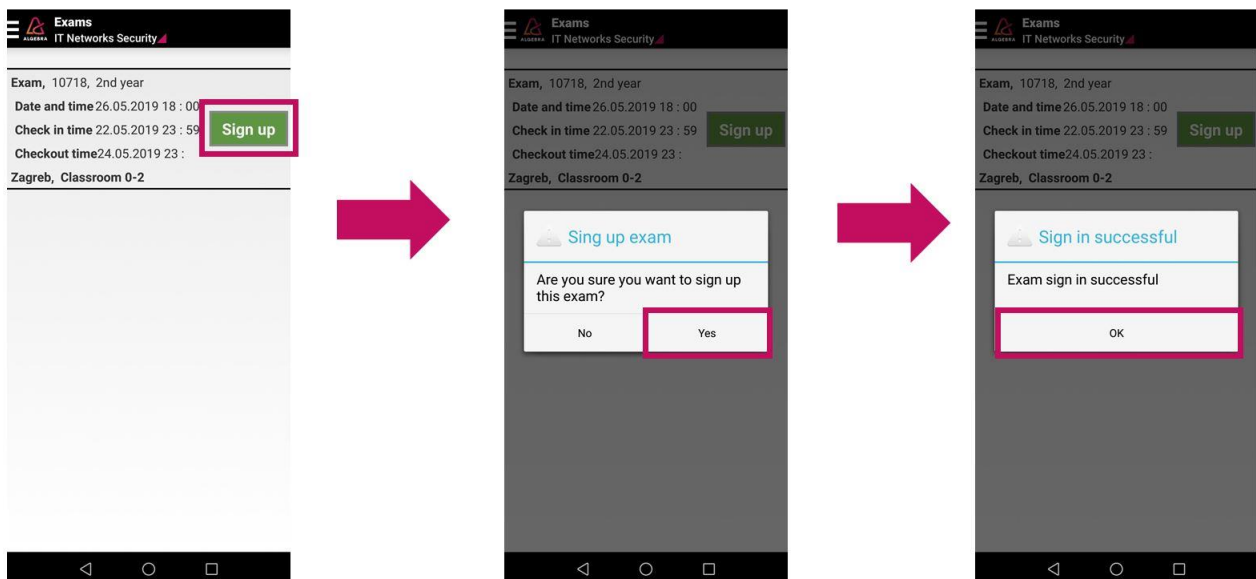 Exams
ALGEBRA
IT Networks Security
Exam, 10718, 2nd year
Date and time 26.05.2019 18 : 00
Check in time 22.05.2019 23 : 59
Sign up
Checkout time24.05.2019 23 :
Zagreb, Classroom 0-2
Exams
ALGEBRA
IT Networks Security
Exam, 10718, 2nd year
Date and time 26.05.2019 18 : 00
Check in time 22.05.2019 23 : 59
Sign up
Checkout time24.05.2019 23 :
Zagreb, Classroom 0-2
Sing up exam
Are you sure you want to sign up
this exam?
No Yes
Exams
ALGEBRA
IT Networks Security
Exam, 10718, 2nd year
Date and time 26.05.2019 18 : 00
Check in time 22.05.2019 23 : 59
Sign up
Checkout time24.05.2019 23 :
Zagreb, Classroom 0-2
Sign in successful
Exam sign in successful
OK